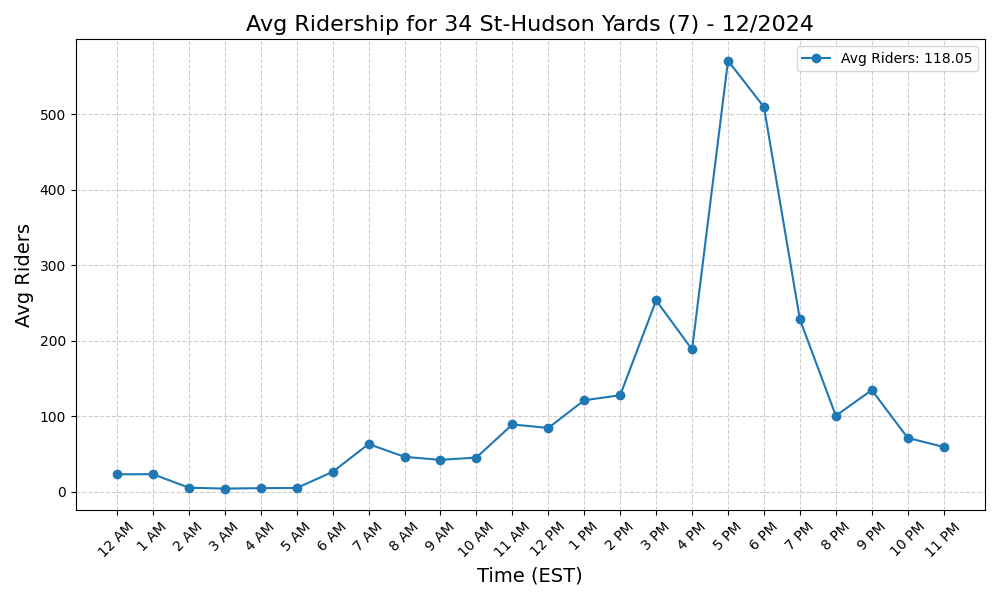 Avg Ridership for 34 St-Hudson Yards (7) - 12/2024
Avg Riders: 118.05
Avg Riders
500
400
300
200
100
0
12 AM
1 AM
2 AM
3 AM
4 AM
5 AM
6 AM
7 AM
8 AM
9 AM
10 AM
11 AM
12 PM
1 PM
2 PM
3 PM
4 PM
5 PM
6 PM
7 PM
8 PM
9 PM
10 PM
11 PM
Time (EST)